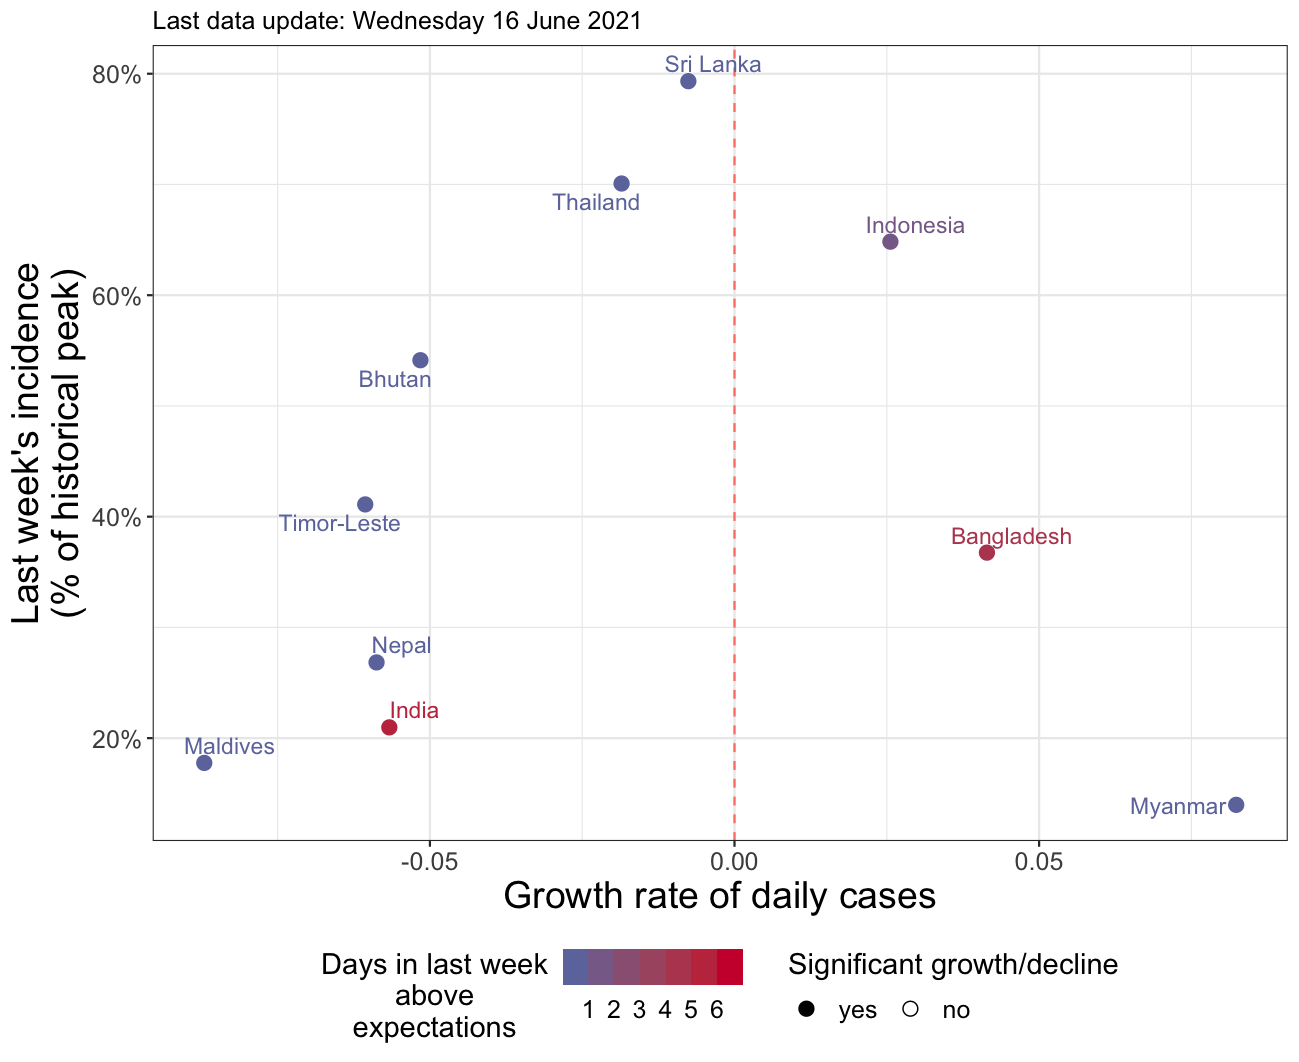 Last data update: Wednesday 16 June 2021
80%
60%
40%
20%
Last week's incidence
(% of historical peak)
Sri Lanka
Thailand
Indonesia
Bhutan
Timor-Leste
Bangladesh
Nepal
India
Maldives
Myanmar
-0.05 0.00 0.05
Growth rate of daily cases
Days in last week
above
expectations
1 2 3 4 5 6
Significant growth/decline
yes no